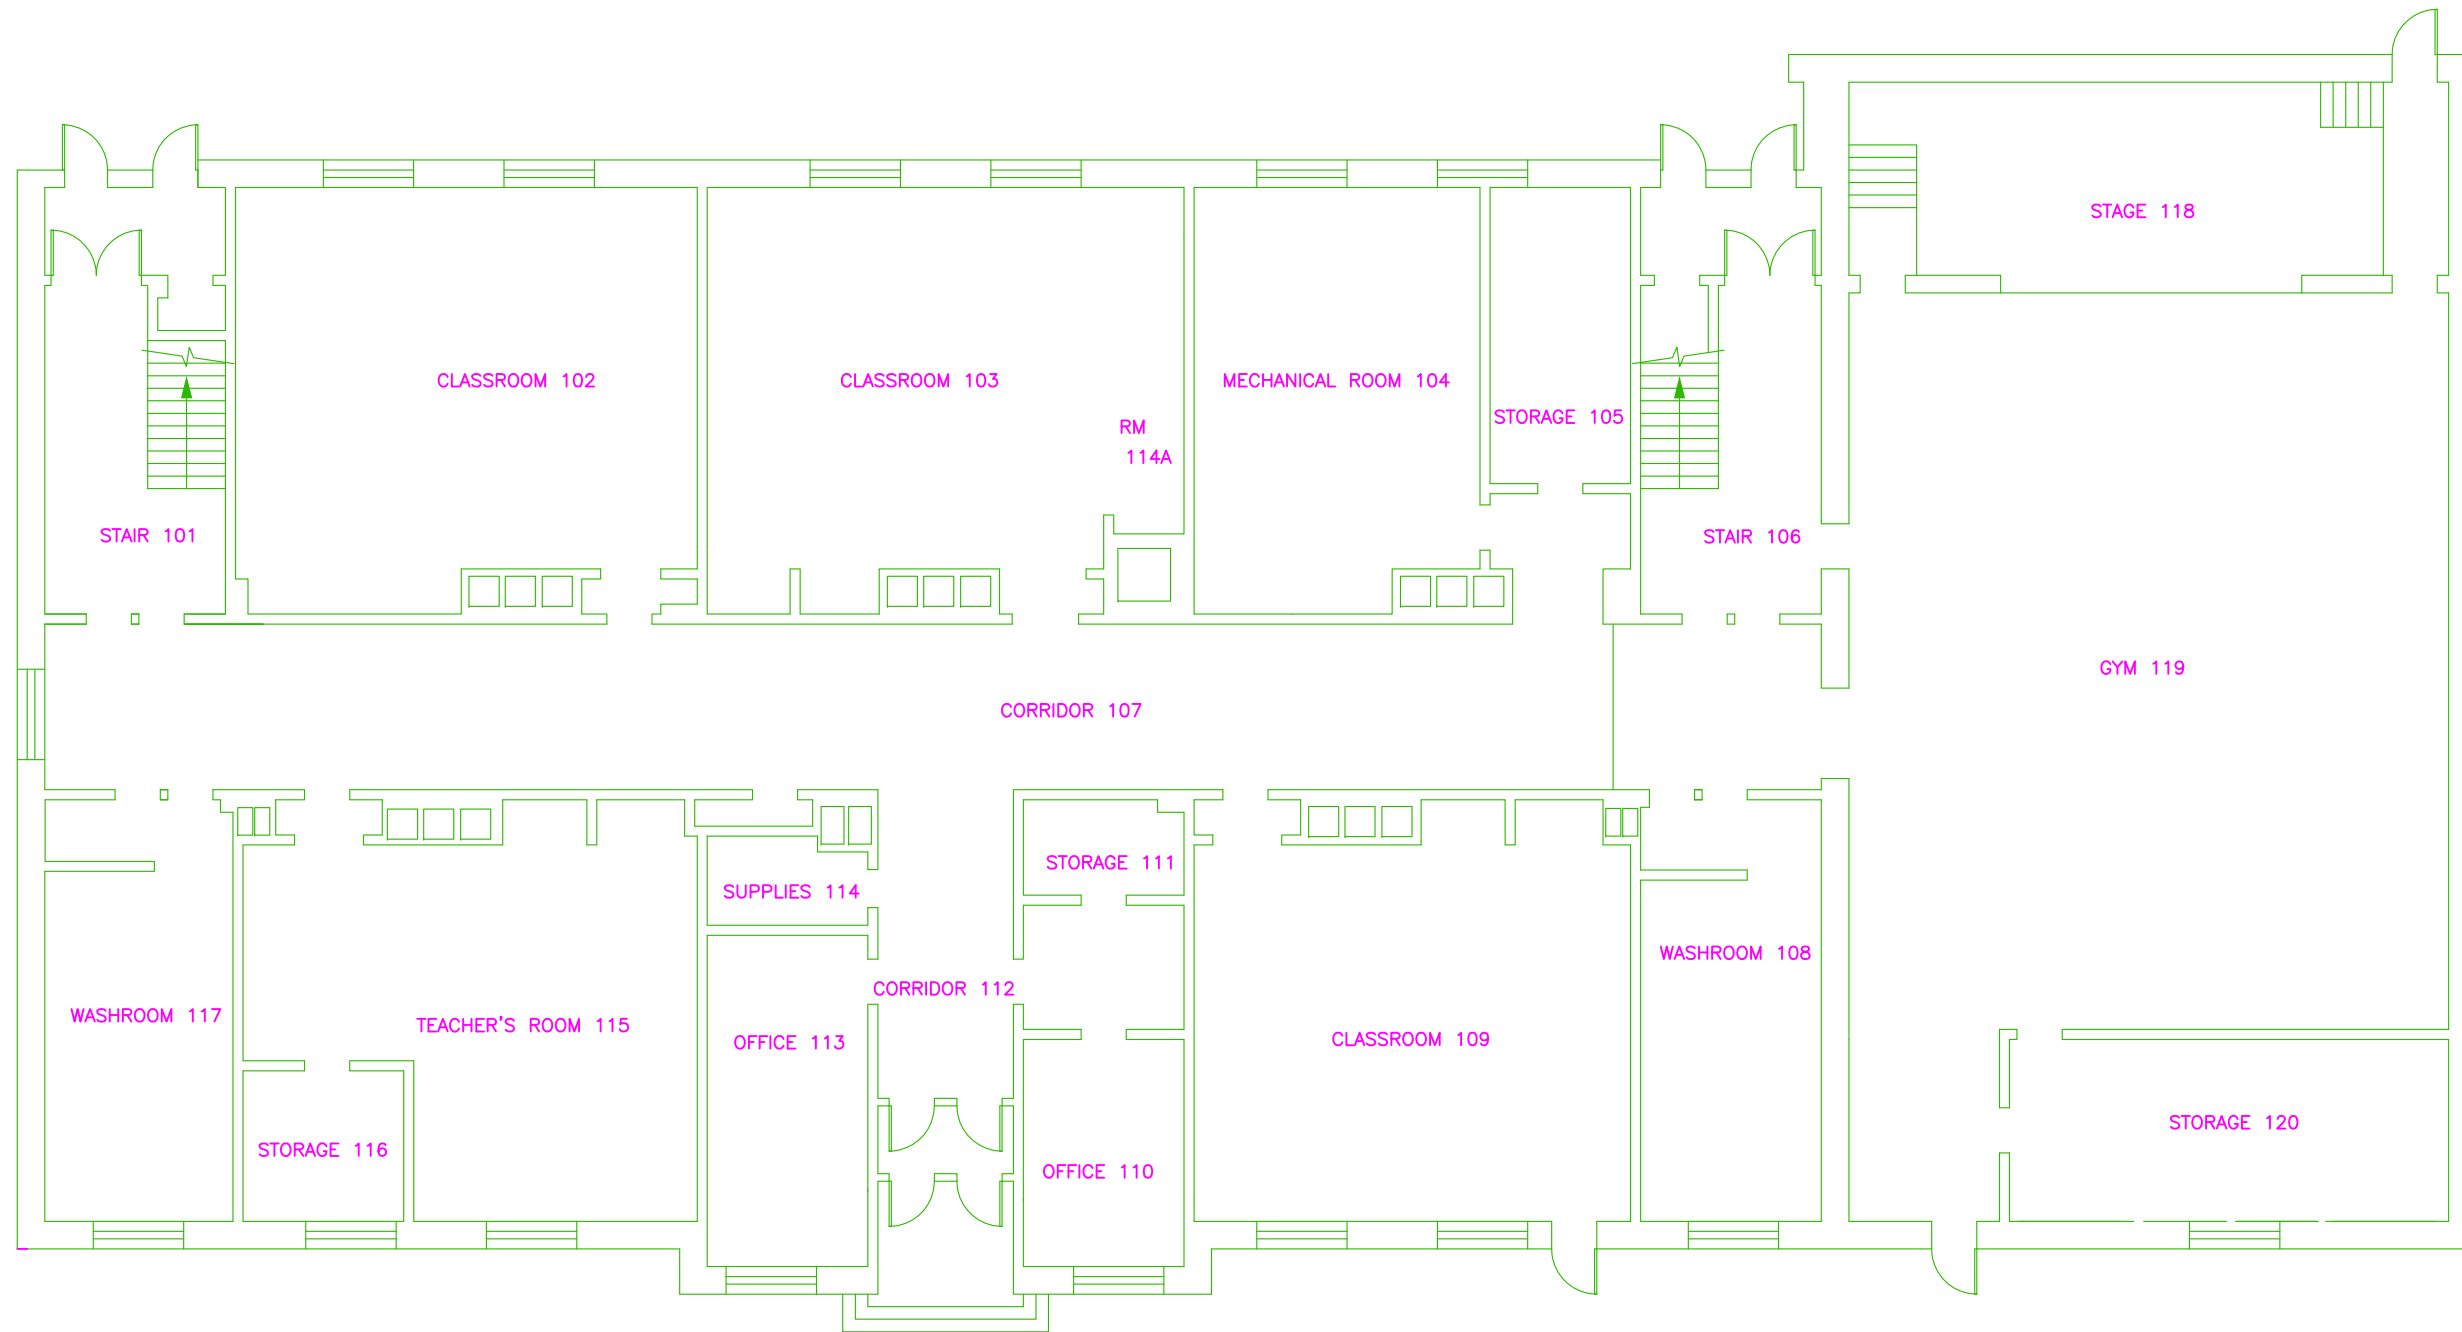 STAGE 118
CLASSROOM 102
CLASSROOM 103
MECHANICAL ROOM 104
STORAGE 105
RM
114A
STAIR 101
STAIR 106
GYM 119
CORRIDOR 107
STORAGE 111
SUPPLIES 114
WASHROOM 108
CORRIDOR 112
WASHROOM 117
TEACHER'S ROOM 115
OFFICE 113
CLASSROOM 109
STORAGE 120
STORAGE 116
OFFICE 110